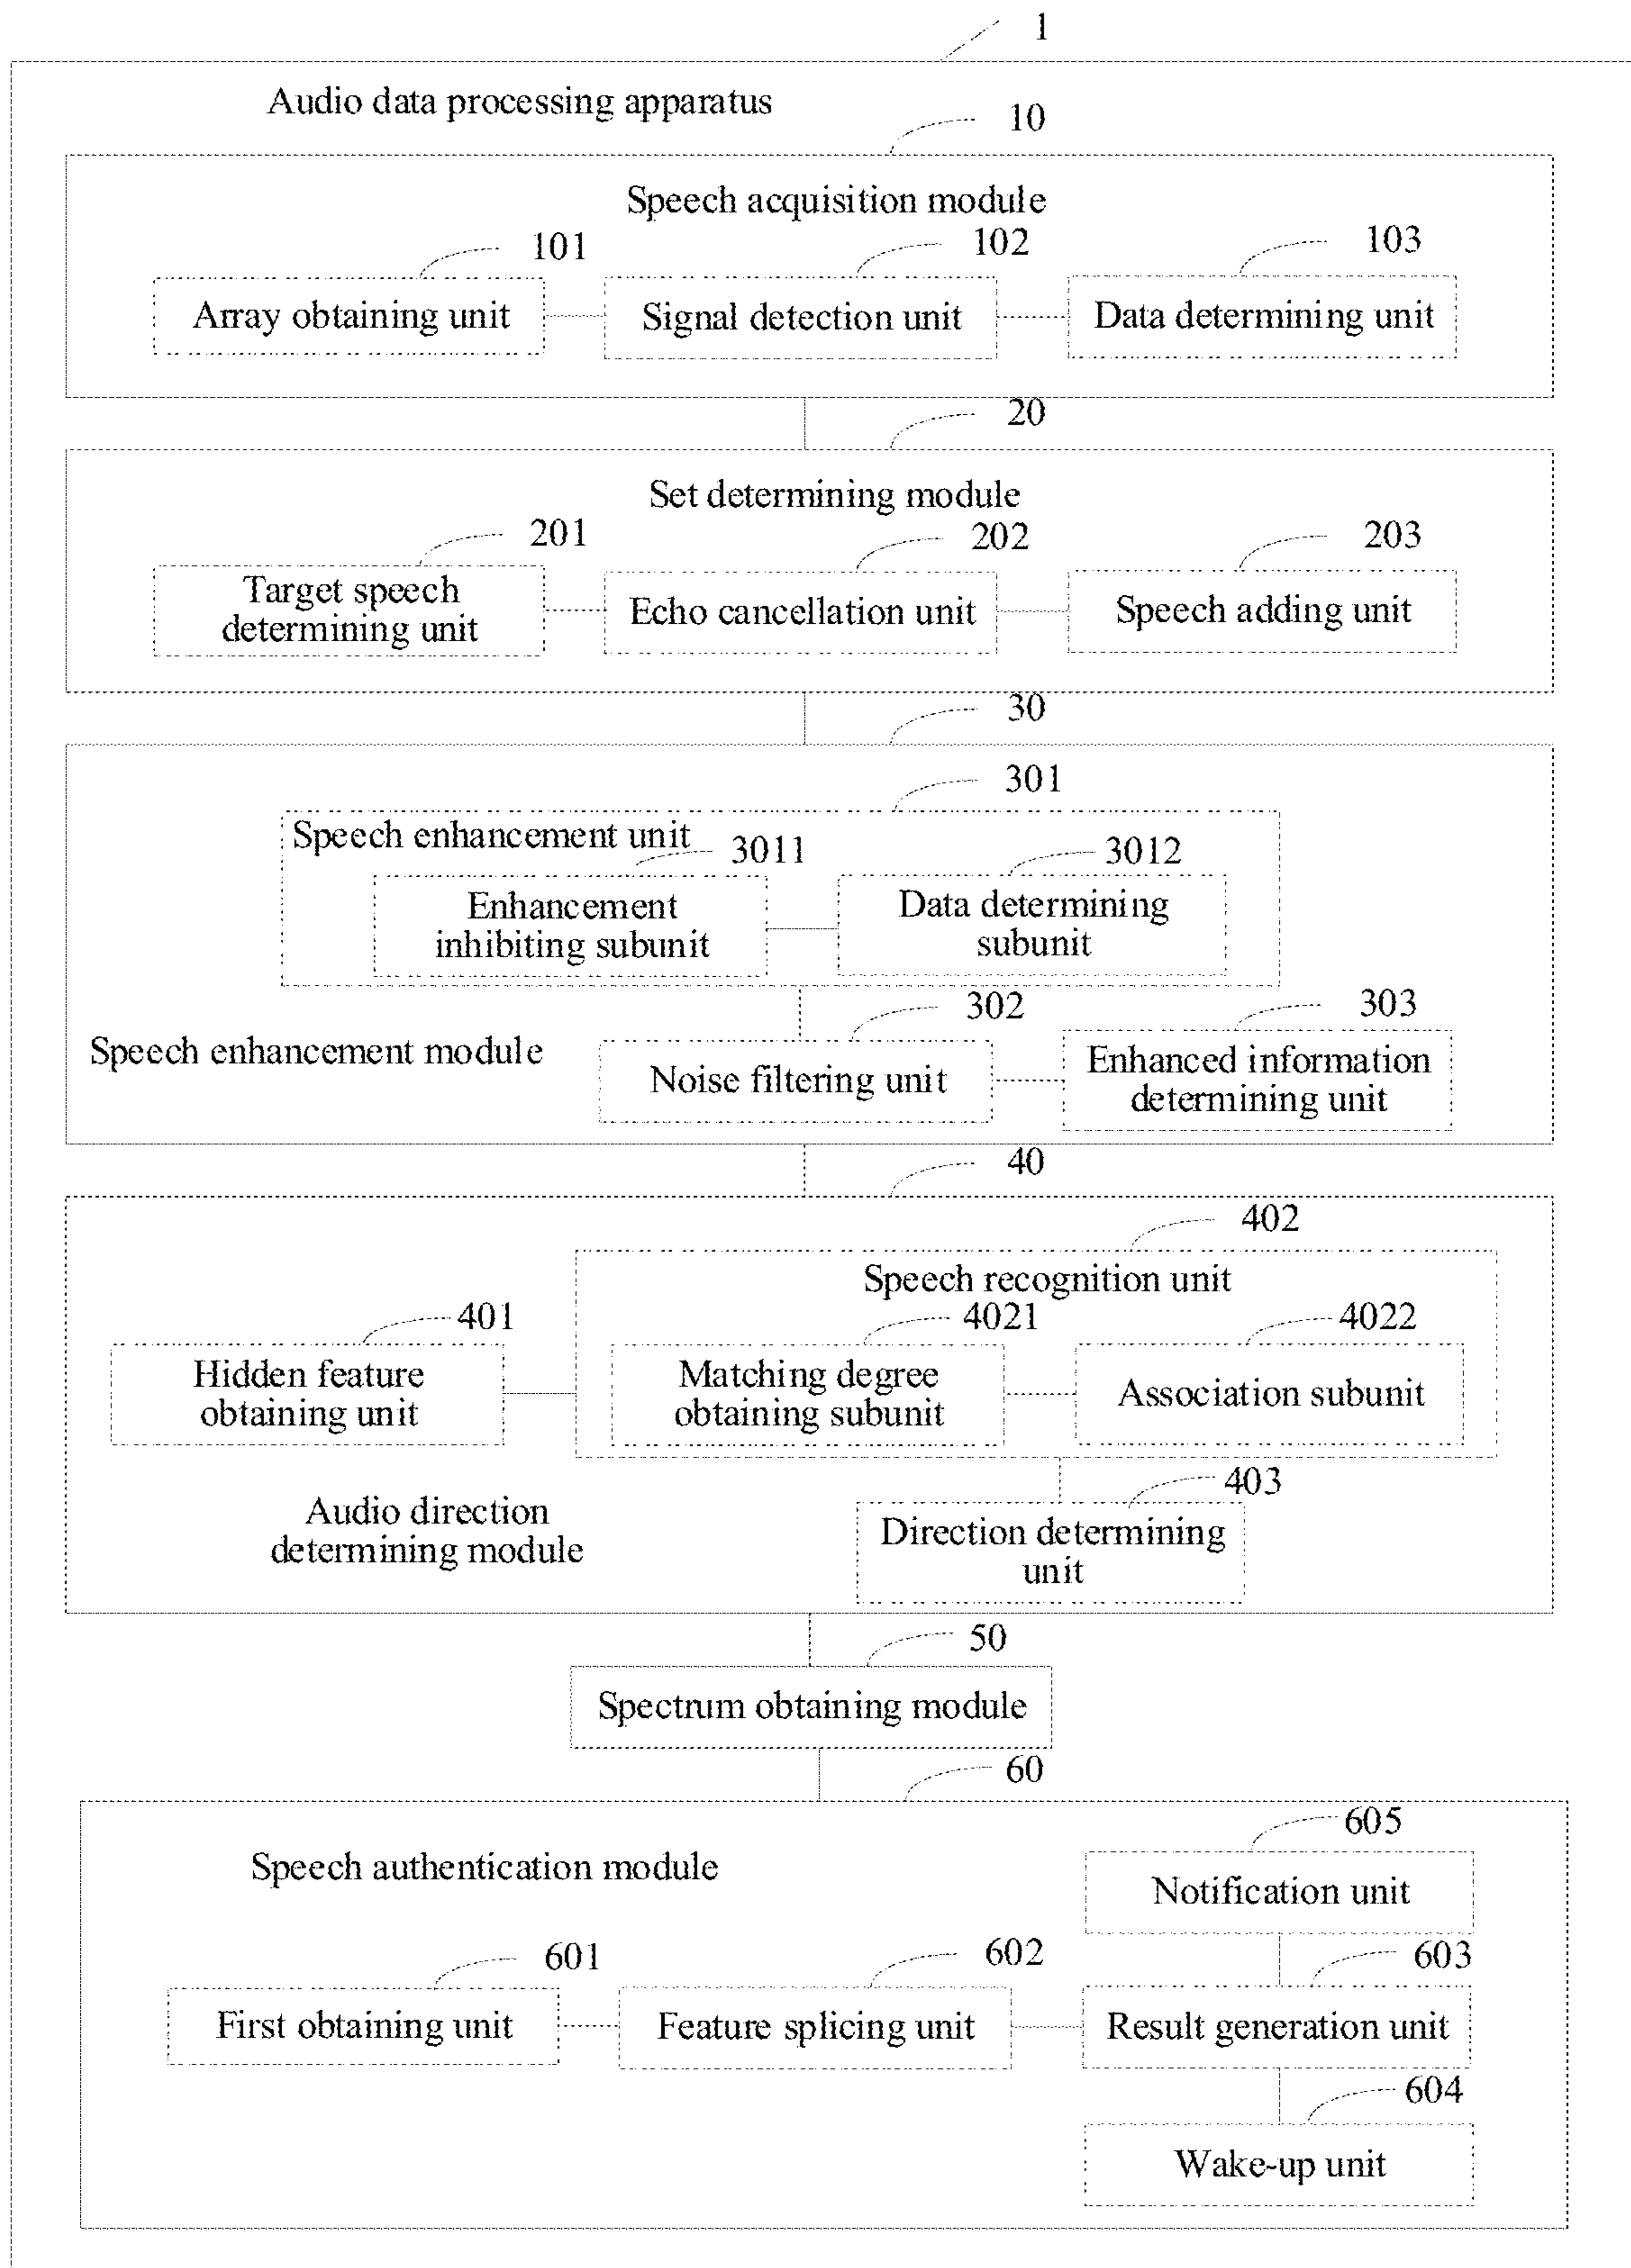 1
Audio data processing apparatus
10
Speech acquisition module
101
102
103
Array obtaining unit
Signal detection unit
Data determining unit
20
Set determining module
201
202
203
Target speech
determining unit
Echo cancellation unit
Speech adding unit
30
301
Speech enhancement unit
3011
3012
Enhancement
inhibiting subunit
Data determining
subunit
302
303
Speech enhancement module
Noise filtering unit
Enhanced information
determining unit
40
402
Speech recognition unit
401
4021
4022
Hidden feature
obtaining unit
Matching degree
obtaining subunit
Association subunit
403
Audio direction
determining module
Direction determining
unit
50
Spectrum obtaining module
60
605
Speech authentication module
Notification unit
601
602
603
First obtaining unit
Feature splicing unit
Result generation unit
604
Wake-up unit